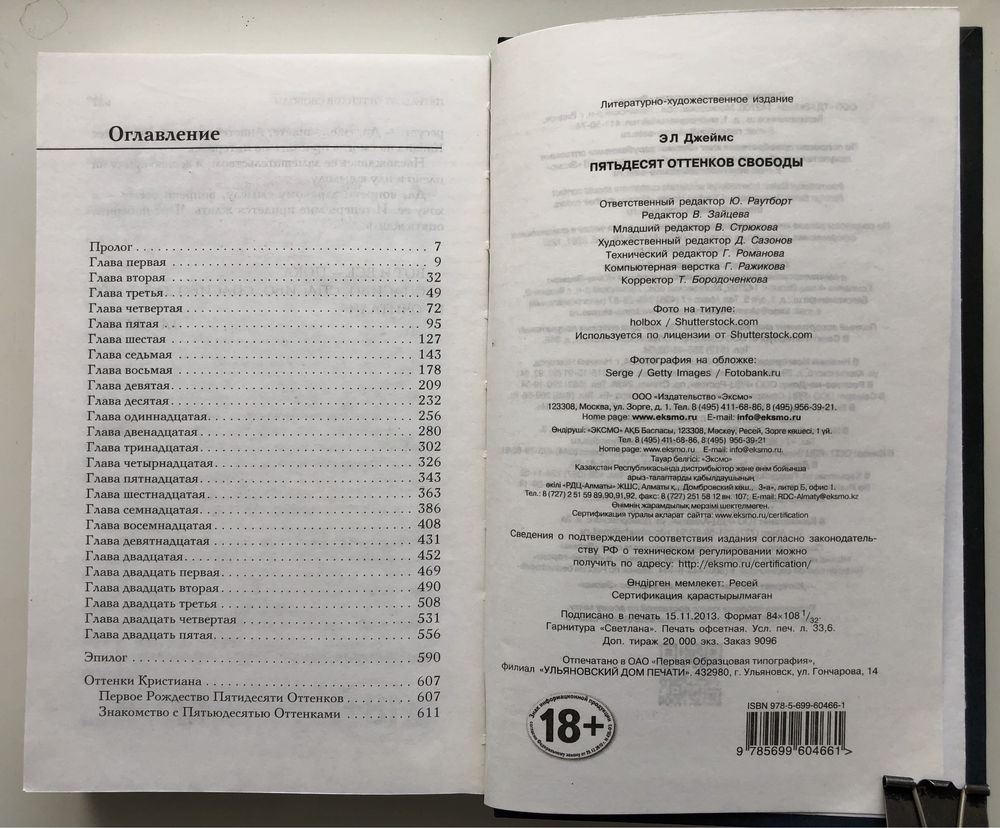 Оглавление
Пролог 7
Глава первая 9
Глава вторая 32
Глава третья 49
Глава четвертая 72
Глава пятая 95
Глава шестая 127
Глава седьмая 143
Глава восьмая 178
Глава девятая 209
Глава десятая 232
Глава одиннадцатая 256
Глава двенадцатая 280
Глава тринадцатая 302
Глава четырнадцатая 326
Глава пятнадцатая 343
Глава шестнадцатая 363
Глава семнадцатая 386
Глава восемнадцатая 408
Глава девятнадцатая 431
Глава двадцатая 452
Глава двадцать первая 469
Глава двадцать вторая 490
Глава двадцать третья 508
Глава двадцать четвертая 531
Глава двадцать пятая 556
Эпилог 590
Оттенки Кристиана 607
Первое Рождество Пятидесяти Оттенков 607
Знакомство с Пятьюдесятью Оттенками 611
Литературно-художественное издание
ЭЛ Джеймс
ПЯТЬДЕСЯТ ОТТЕНКОВ СВОБОДЫ
Ответственный редактор Ю. Раутборт
Редактор В. Зайцева
Младший редактор В. Стрюкова
Художественный редактор Д. Сазонов
Технический редактор Г. Романова
Компьютерная верстка Г. Ражикова
Корректор Т. Бородоченкова
Фото на титуле:
holbox / Shutterstock.com
Используется по лицензии от Shutterstock.com
Фотография на обложке:
Serge / Getty Images / Fotobank.ru
ООО «Издательство «Эксмо»
123308, Москва, ул. Зорге, д. 1. Тел. 8 (495) 411-68-86, 8 (495) 956-39-21.
Home page: www.eksmo.ru E-mail: info@eksmo.ru
Өндіруші: «ЭКСМО» АҚБ Баспасы, 123308, Мәскеу, Ресей, Зорге көшесі, 1 үй.
Тел. 8 (495) 411-68-86, 8 (495) 956-39-21
Home page: www.eksmo.ru E-mail: info@eksmo.ru.
Тауар белгісі: «Эксмо»
Қазақстан Республикасында дистрибьютор және өнім бойынша
арыз-талаптарды қабылдаушының
өкілі «РДЦ-Алматы» ЖШС, Алматы қ., Домбровский көш., 3«а», литер Б, офис 1.
Тел.: 8 (727) 2 51 59 89,90,91,92, факс: 8 (727) 251 58 12 вн. 107; E-mail: RDC-Almaty@eksmo.kz
Өнімнің жарамдылық мерзімі шектелмеген.
Сертификация туралы ақпарат сайтта: www.eksmo.ru/certification
Сведения о подтверждении соответствия издания согласно законодатель-
ству РФ о техническом регулировании можно
получить по адресу: http://eksmo.ru/certification/
Өндірген мемлекет: Ресей
Сертификация қарастырылмаған
Подписано в печать 15.11.2013. Формат 84×108 1/32.
Гарнитура «Светлана». Печать офсетная. Усл. печ. л. 33,6.
Доп. тираж 20 000 экз. Заказ 9096
Отпечатано в ОАО «Первая Образцовая типография»,
филиал «УЛЬЯНОВСКИЙ ДОМ ПЕЧАТИ». 432980, г. Ульяновск, ул. Гончарова, 14
Знак информационной продукции
18+
ISBN 978-5-699-60466-1
9 785699 604661>